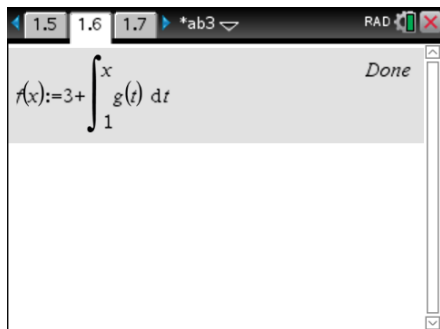 1.5 1.6 1.7 *ab3 RAD
f(x):=3+∫₁ˣ g(t) dt Done